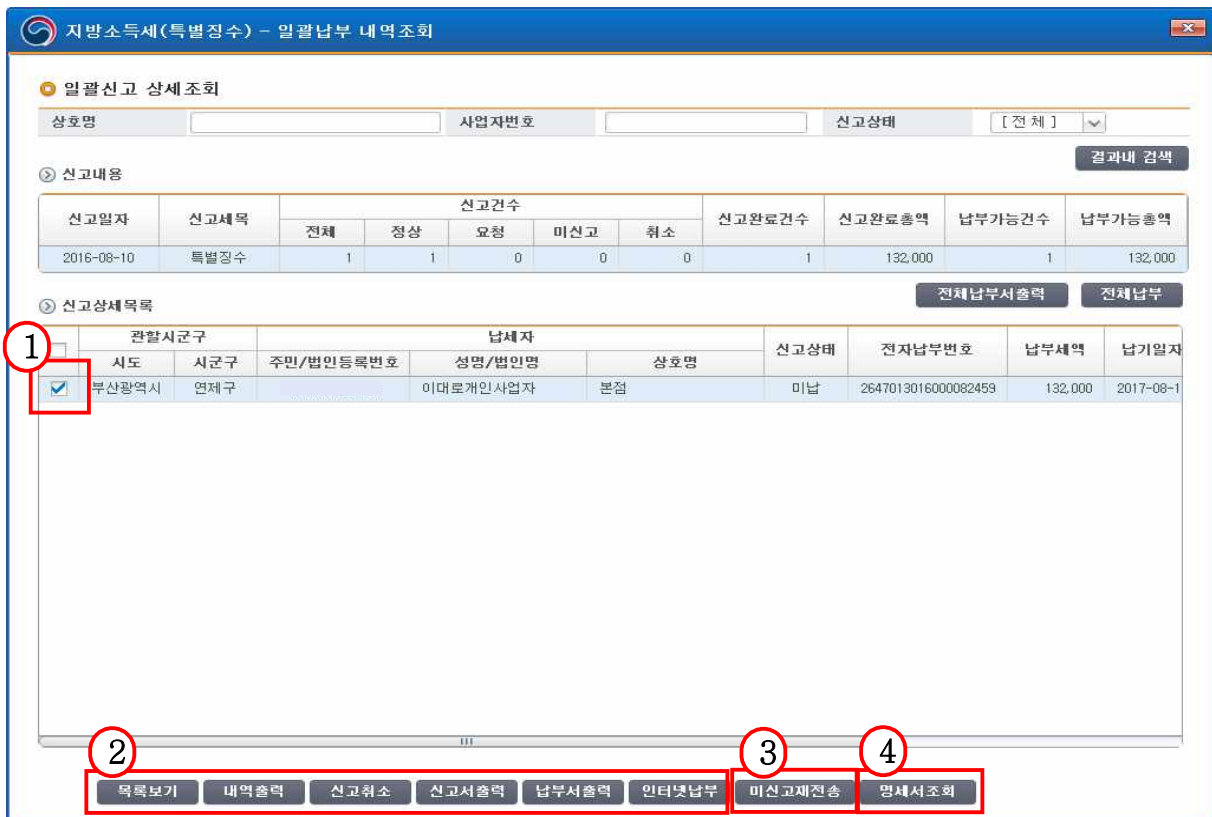 지방소득세(특별징수) - 일괄납부 내역조회
일괄신고 상세조회
상호명 사업자번호 신고상태 [전체]
결과내 검색
신고내용
신고일자 신고세목 신고건수 신고완료건수 신고완료총액 납부가능건수 납부가능총액
전체 정상 요청 미신고 취소
2016-08-10 특별징수 1 1 0 0 0 1 132,000 1 132,000
전체납부서출력 전체납부
신고상세목록
1
관할시군구 납세자 신고상태 전자납부번호 납부세액 납기일자
시도 시군구 주민/법인등록번호 성명/법인명 상호명
부산광역시 연제구 이대로개인사업자 본점 미납 2647013016000082459 132,000 2017-08-1
2 3 4
목록보기 내역출력 신고취소 신고서출력 납부서출력 인터넷납부 미신고재전송 명세서조회